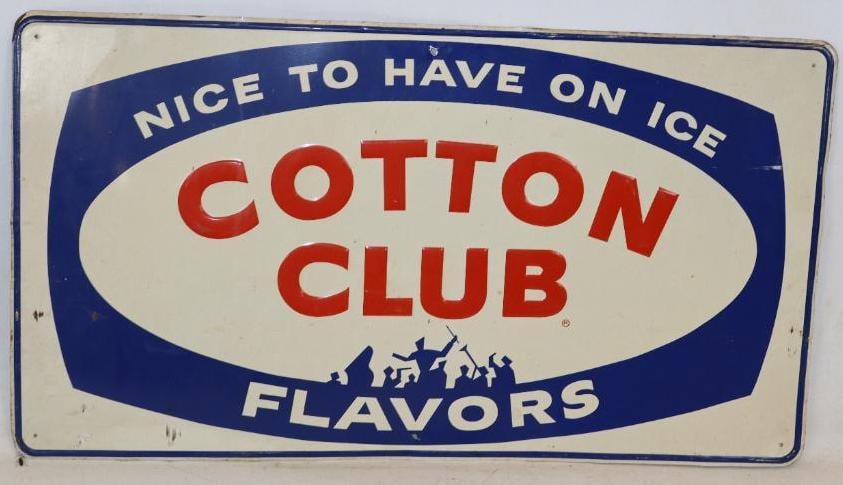 NICE TO HAVE ON ICE
COTTON
CLUB®
FLAVORS